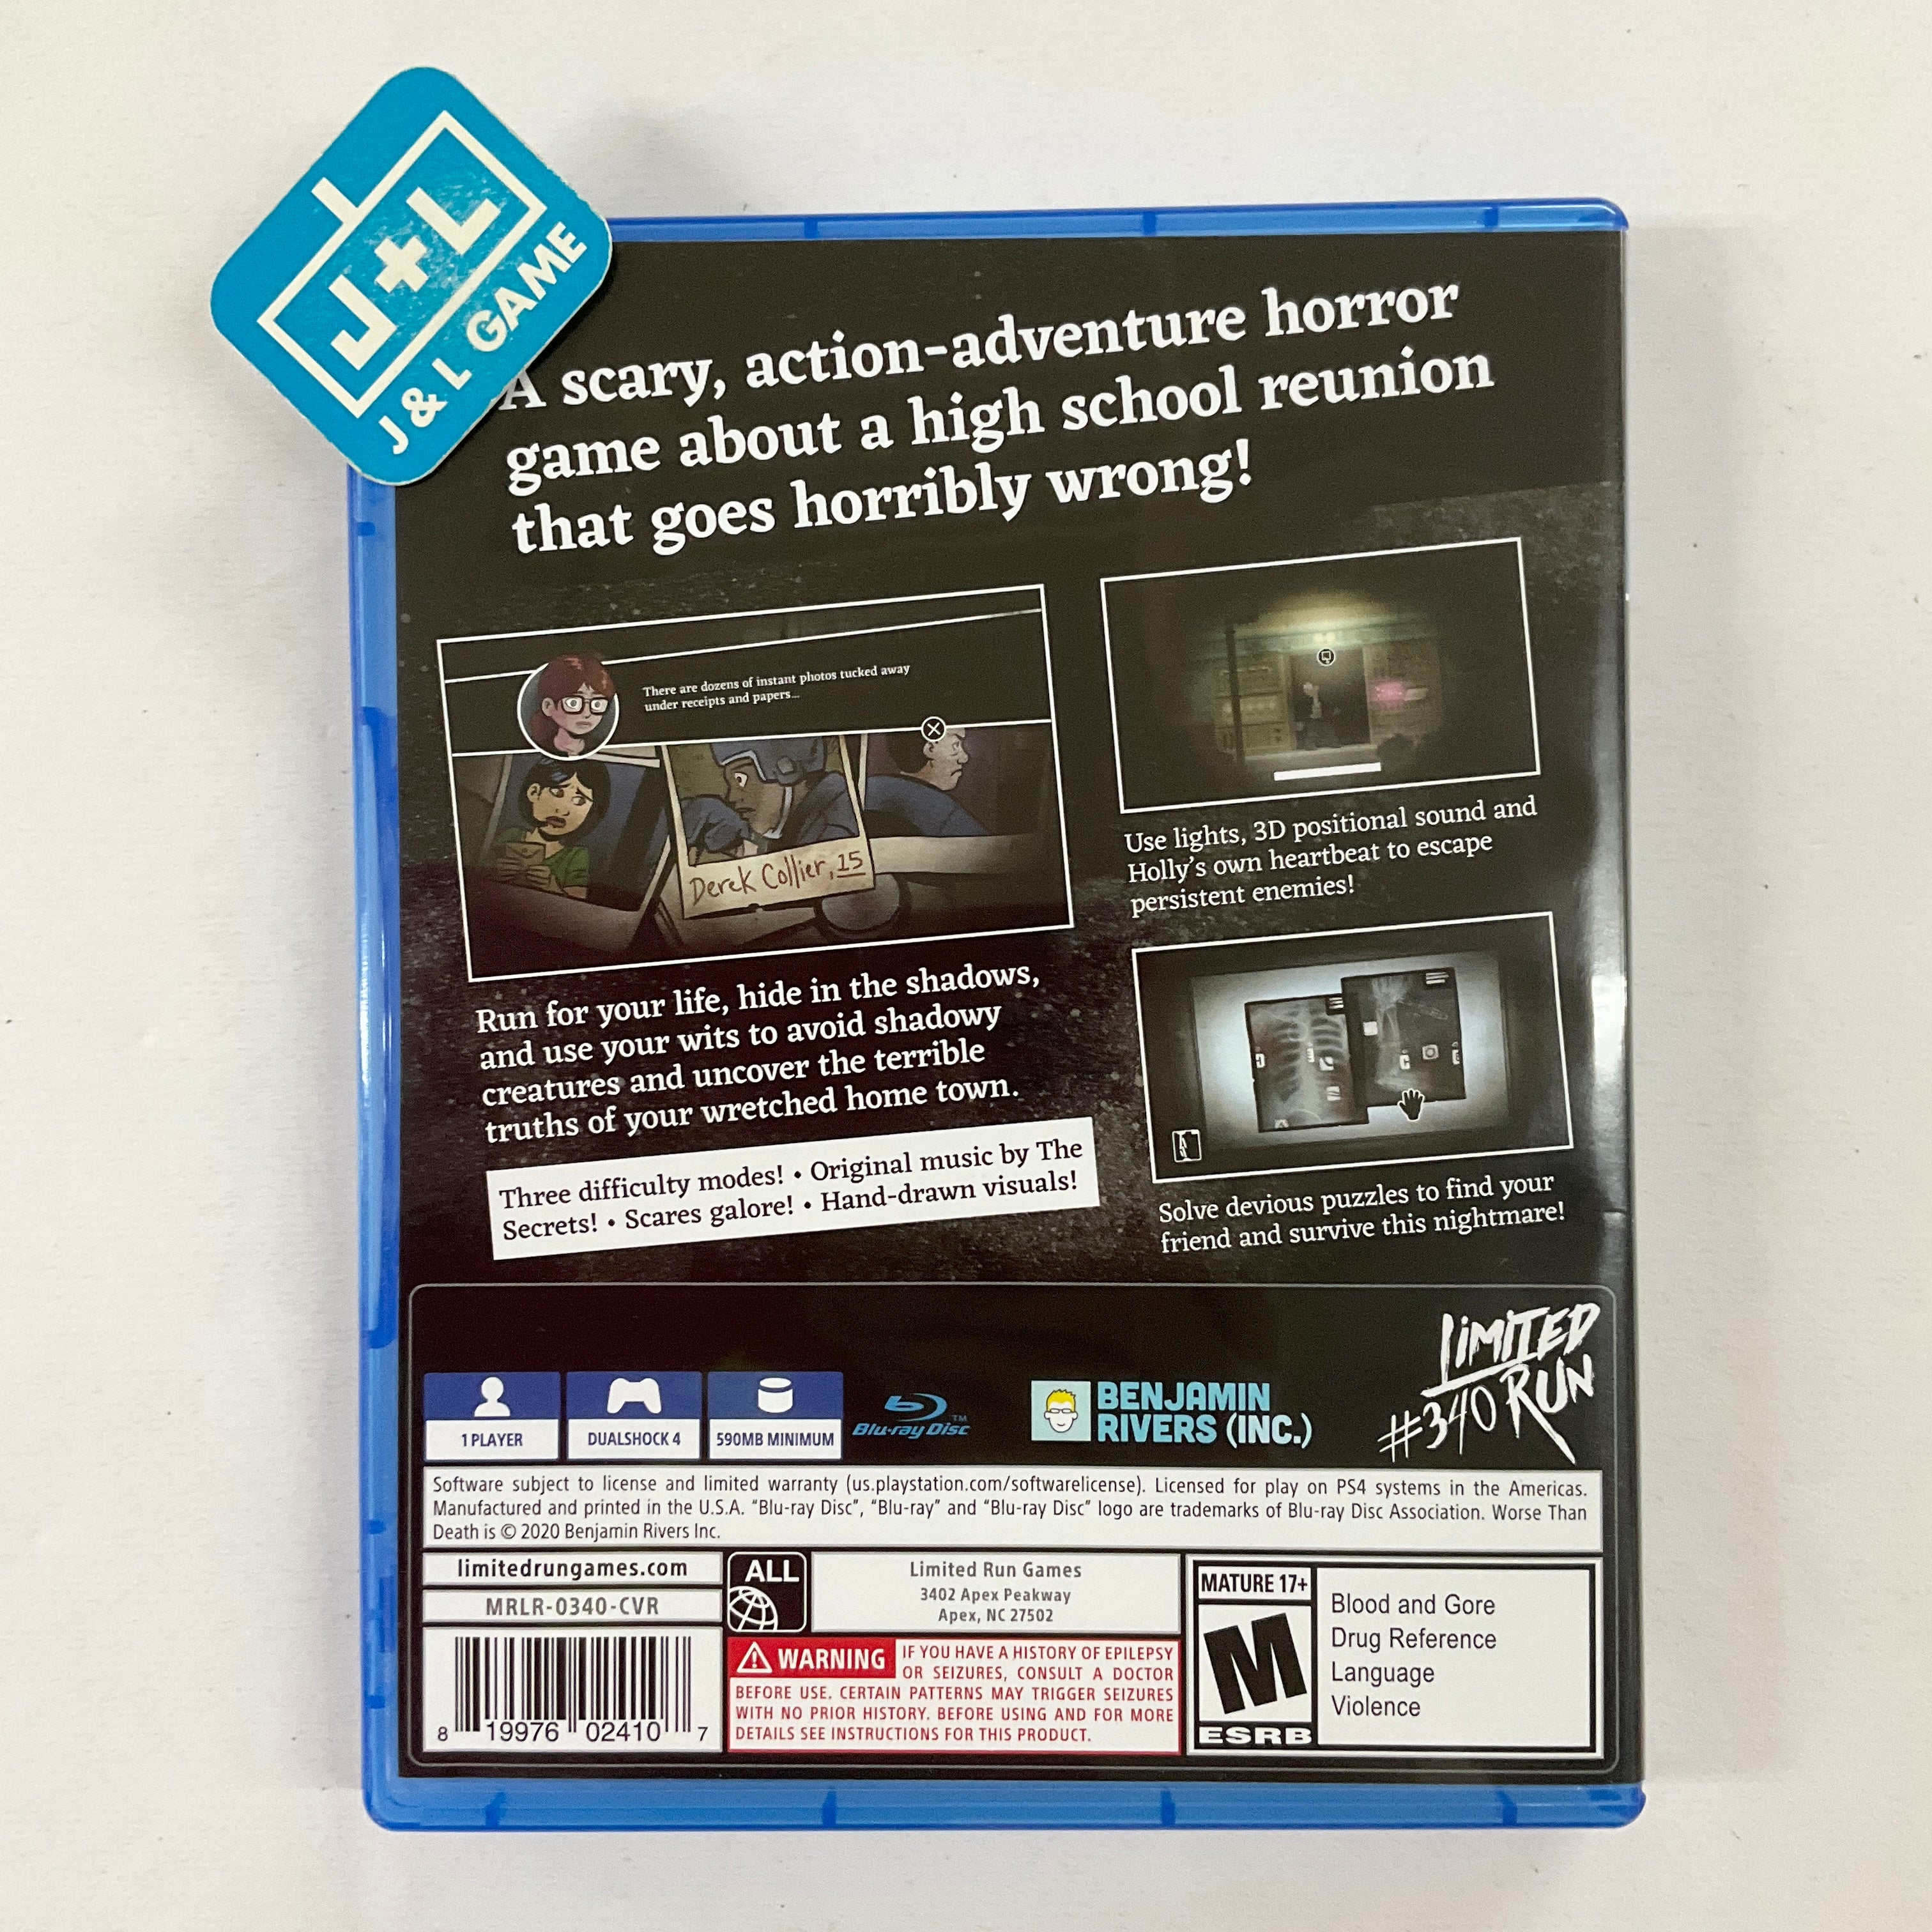 J+L
J & L GAME
A scary, action-adventure horror
game about a high school reunion
that goes horribly wrong!
There are dozens of instant photos tucked away
under receipts and papers...
Derek Collier, 15
Use lights, 3D positional sound and
Holly's own heartbeat to escape
persistent enemies!
Run for your life, hide in the shadows,
and use your wits to avoid shadowy
creatures and uncover the terrible
truths of your wretched home town.
Three difficulty modes! • Original music by The
Secrets! • Scares galore! • Hand-drawn visuals!
Solve devious puzzles to find your
friend and survive this nightmare!
LIMITED
#340 RUN
1 PLAYER
DUALSHOCK 4
590MB MINIMUM
Blu-ray Disc™
BENJAMIN
RIVERS (INC.)
Software subject to license and limited warranty (us.playstation.com/softwarelicense). Licensed for play on PS4 systems in the Americas.
Manufactured and printed in the U.S.A. “Blu-ray Disc”, “Blu-ray” and “Blu-ray Disc” logo are trademarks of Blu-ray Disc Association. Worse Than
Death is © 2020 Benjamin Rivers Inc.
limitedrungames.com
MRLR-0340-CVR
ALL
Limited Run Games
3402 Apex Peakway
Apex, NC 27502
WARNING IF YOU HAVE A HISTORY OF EPILEPSY
OR SEIZURES, CONSULT A DOCTOR
BEFORE USE. CERTAIN PATTERNS MAY TRIGGER SEIZURES
WITH NO PRIOR HISTORY. BEFORE USING AND FOR MORE
DETAILS SEE INSTRUCTIONS FOR THIS PRODUCT.
MATURE 17+
M
ESRB
Blood and Gore
Drug Reference
Language
Violence
8 19976 02410 7